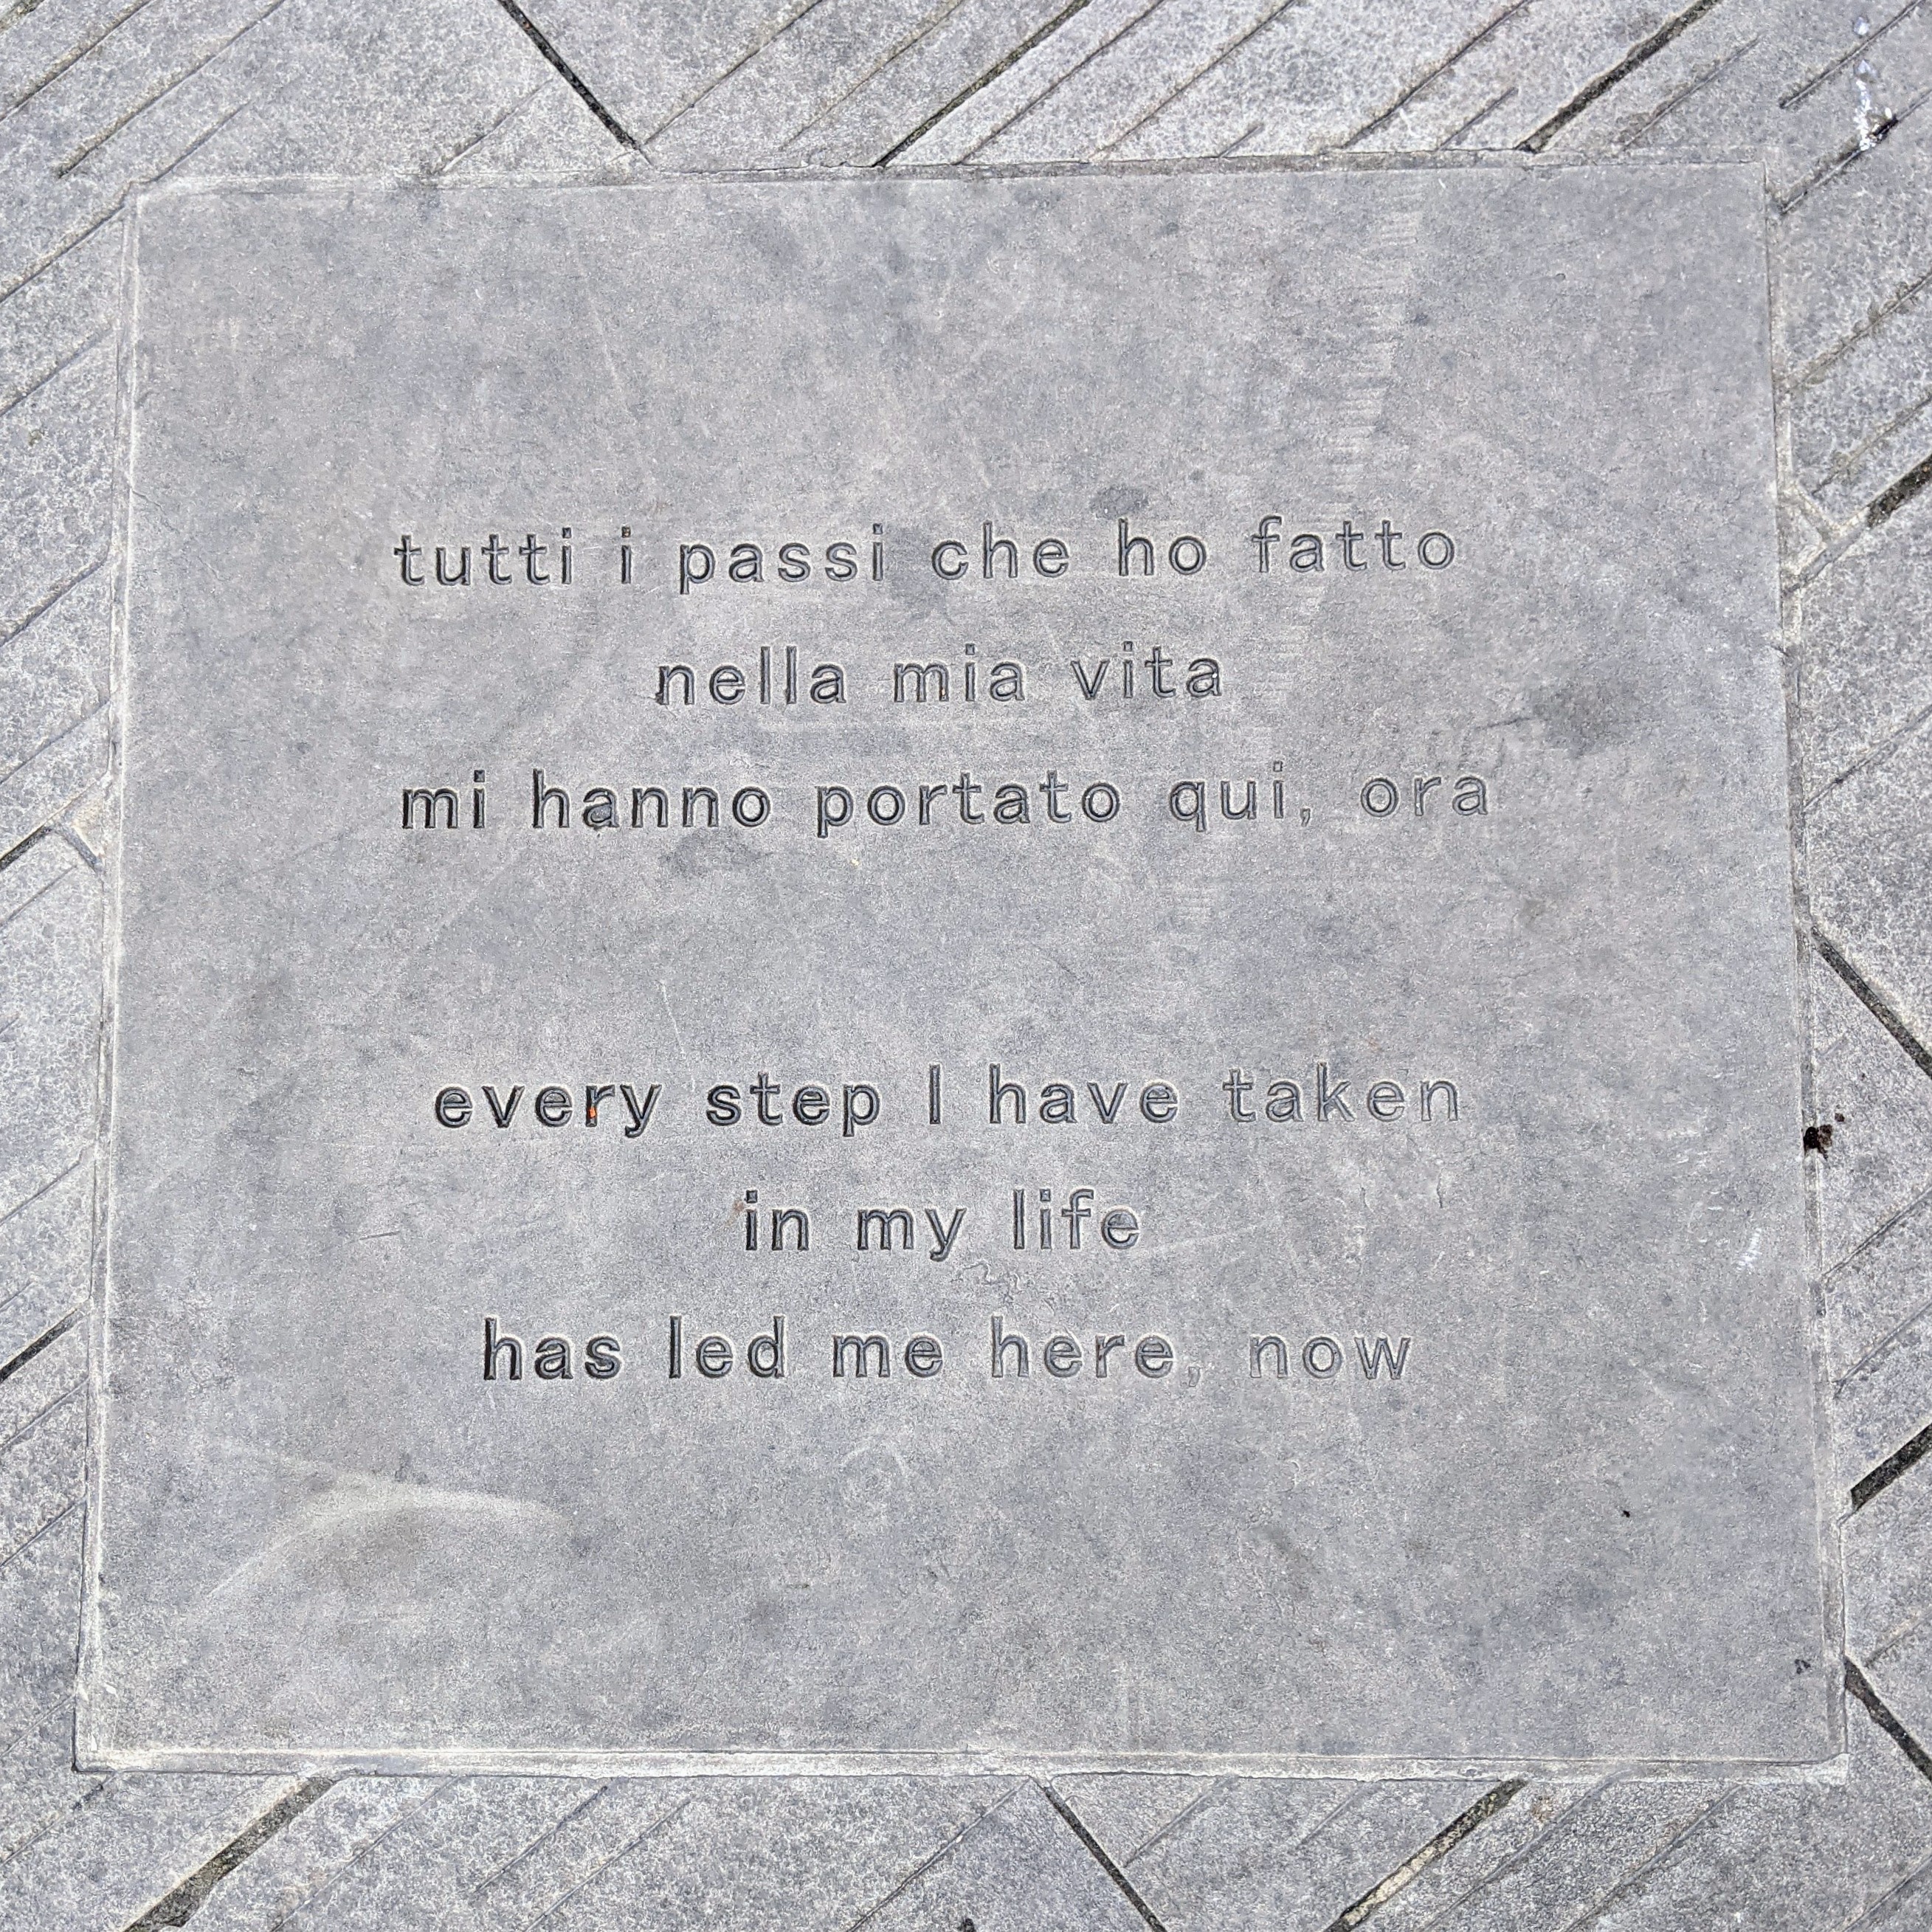 tutti i passi che ho fatto
nella mia vita
mi hanno portato qui, ora
every step I have taken
in my life
has led me here, now